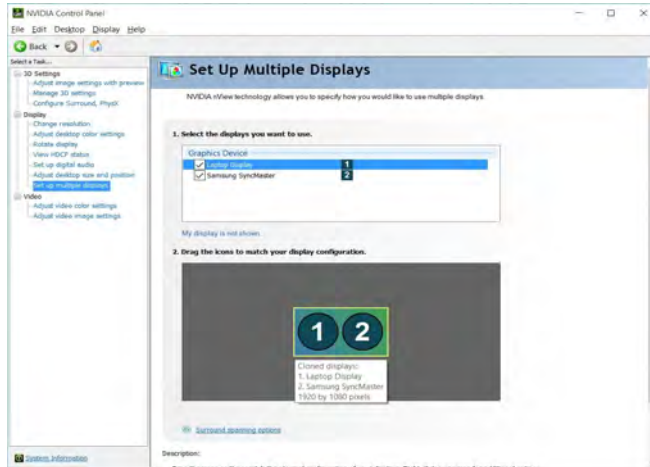 NVIDIA Control Panel
File Edit Desktop Display Help
Back
Select a Task...
3D Settings
Adjust image settings with preview
Manage 3D settings
Configure Surround, PhysX
Display
Change resolution
Adjust desktop color settings
Rotate display
View HDCP status
Set up digital audio
Adjust desktop size and position
Set up multiple displays
Video
Adjust video color settings
Adjust video image settings
System Information
Set Up Multiple Displays
NVIDIA nView technology allows you to specify how you would like to use multiple displays.
1. Select the displays you want to use.
Graphics Device
Laptop Display 1
Samsung SyncMaster 2
My display is not shown
2. Drag the icons to match your display configuration.
1 2
Cloned displays:
1. Laptop Display
2. Samsung SyncMaster
1920 by 1080 pixels
Surround spanning options
Description: